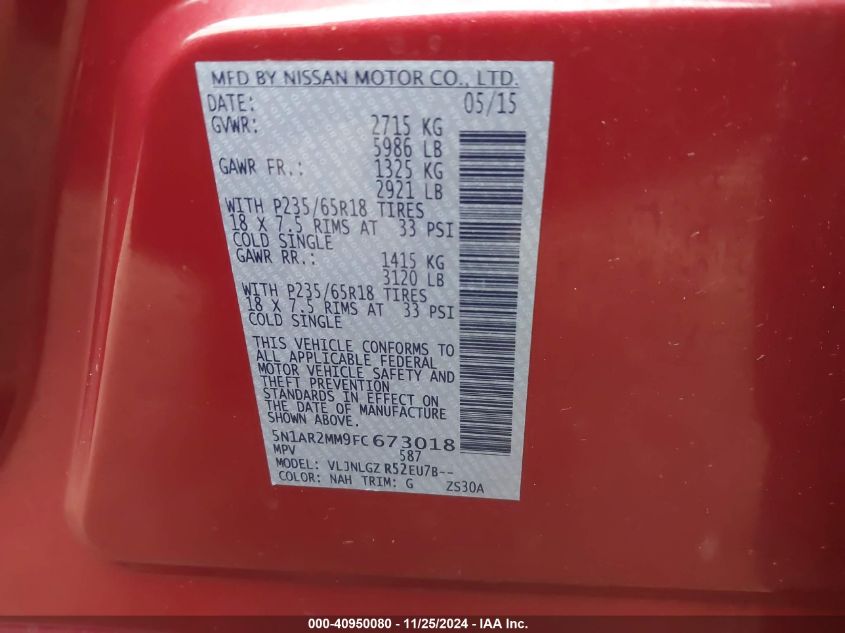 MFD BY NISSAN MOTOR CO., LTD.
DATE: 05/15
GVWR: 2715 KG
5986 LB
GAWR FR.: 1325 KG
2921 LB
WITH P235/65R18 TIRES
18 X 7.5 RIMS AT 33 PSI
COLD SINGLE
GAWR RR.: 1415 KG
3120 LB
WITH P235/65R18 TIRES
18 X 7.5 RIMS AT 33 PSI
COLD SINGLE
THIS VEHICLE CONFORMS TO
ALL APPLICABLE FEDERAL
MOTOR VEHICLE SAFETY AND
THEFT PREVENTION
STANDARDS IN EFFECT ON
THE DATE OF MANUFACTURE
SHOWN ABOVE.
5N1AR2MM9FC673018
MPV 587
MODEL: VLJNLGZ R52EU7B--
COLOR: NAH TRIM: G ZS30A
000-40950080 - 11/25/2024 - IAA Inc.